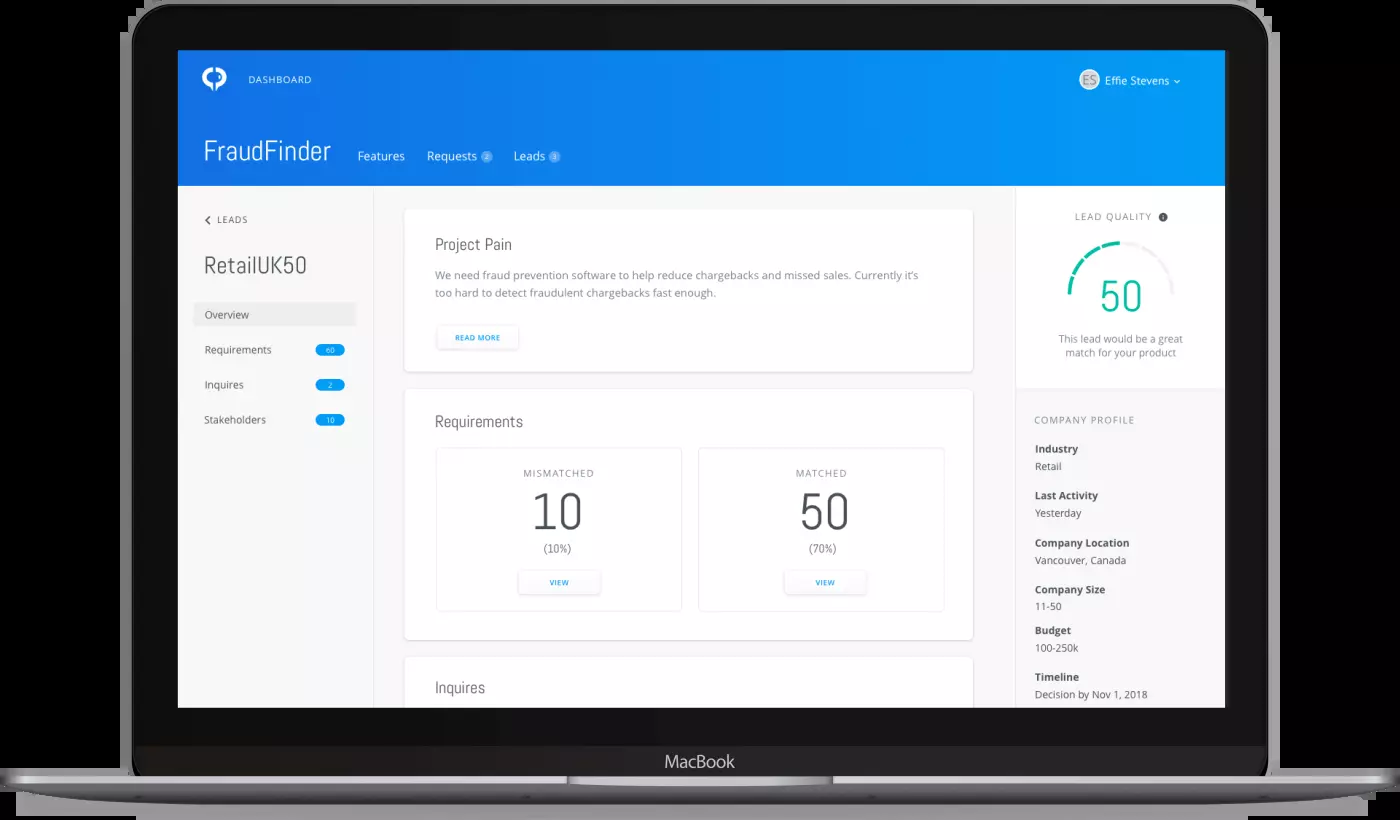 DASHBOARD
ES Effie Stevens
FraudFinder
Features
Requests 2
Leads 3
LEADS
RetailUK50
Overview
Requirements 60
Inquires 2
Stakeholders 10
Project Pain
We need fraud prevention software to help reduce chargebacks and missed sales. Currently it's
too hard to detect fraudulent chargebacks fast enough.
READ MORE
Requirements
MISMATCHED
10
(10%)
VIEW
MATCHED
50
(70%)
VIEW
Inquires
LEAD QUALITY
50
This lead would be a great
match for your product
COMPANY PROFILE
Industry
Retail
Last Activity
Yesterday
Company Location
Vancouver, Canada
Company Size
11-50
Budget
100-250k
Timeline
Decision by Nov 1, 2018
MacBook